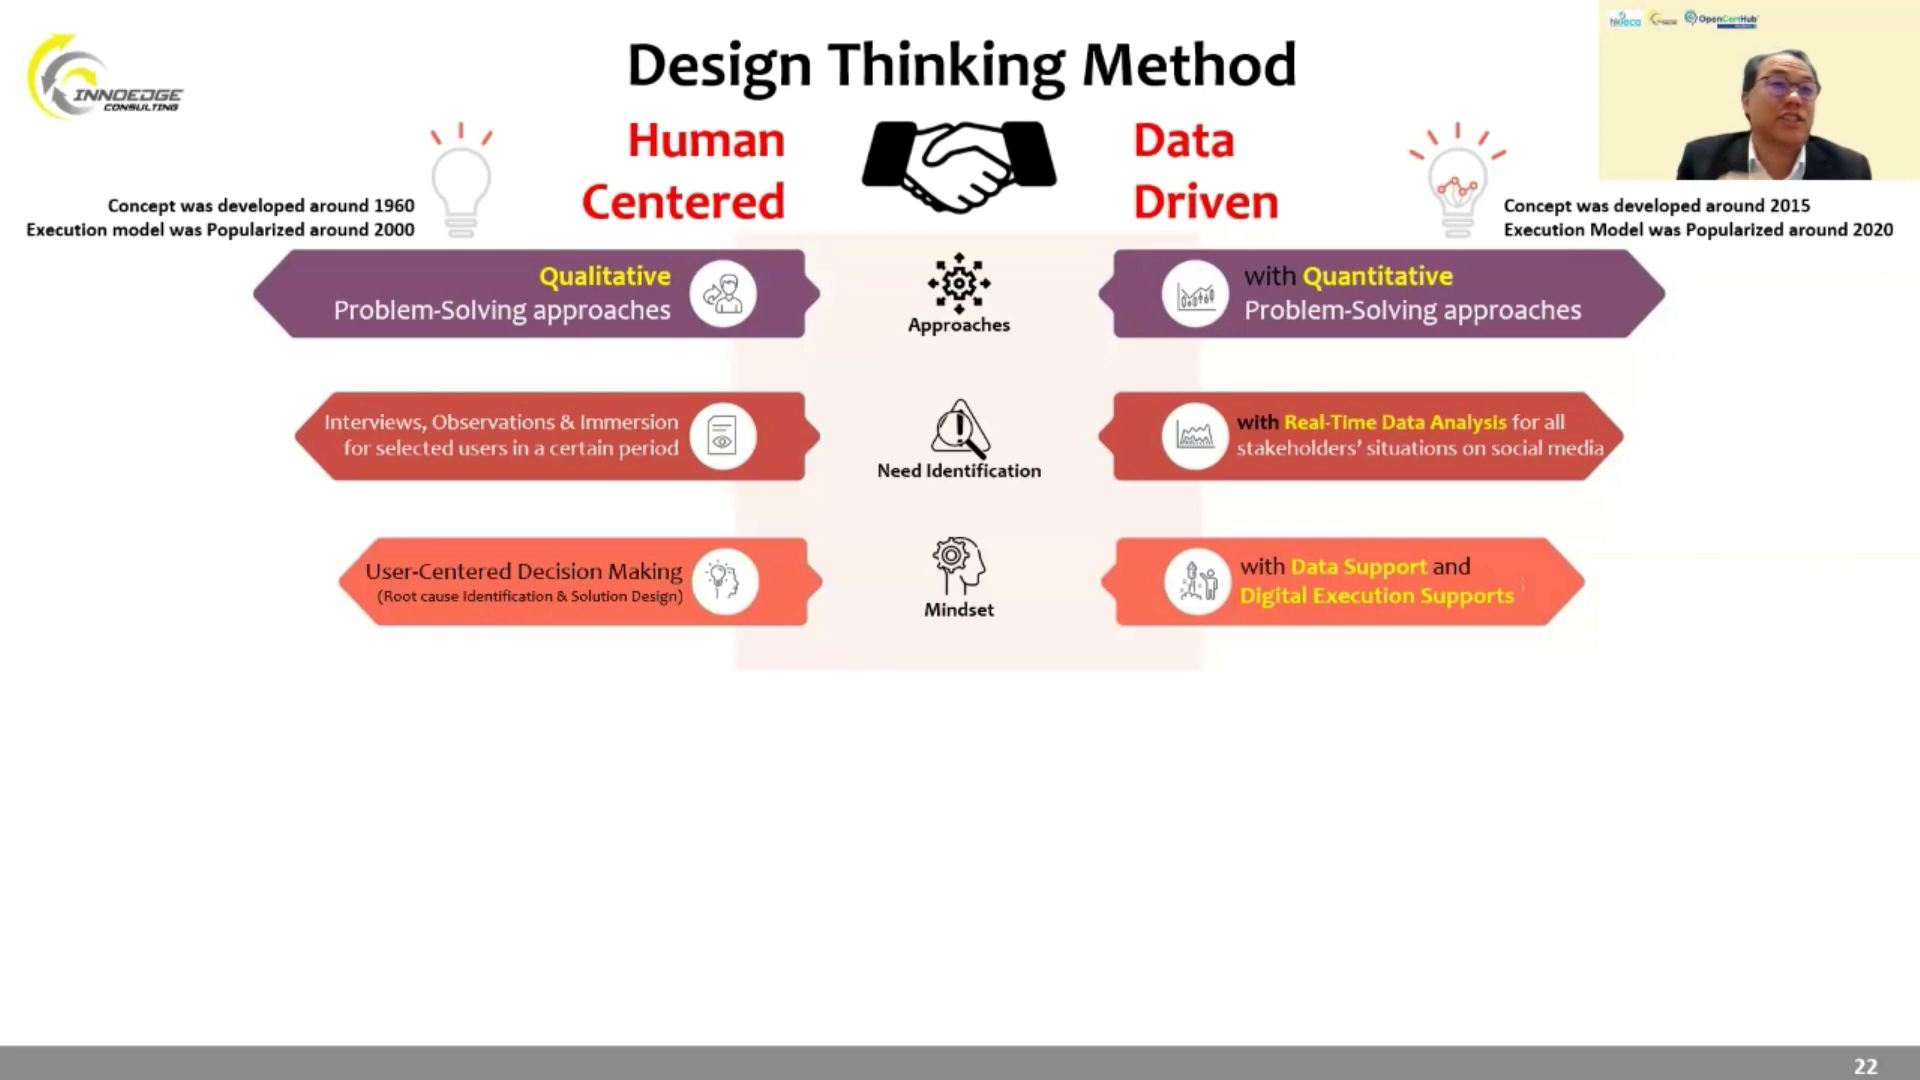 Design Thinking Method
INNOEDGE
CONSULTING
hkieca
OpenCertHub
Human
Centered
Data
Driven
Concept was developed around 1960
Execution model was Popularized around 2000
Concept was developed around 2015
Execution Model was Popularized around 2020
Qualitative
Problem-Solving approaches
Approaches
with Quantitative
Problem-Solving approaches
Interviews, Observations & Immersion
for selected users in a certain period
Need Identification
with Real-Time Data Analysis for all
stakeholders' situations on social media
User-Centered Decision Making
(Root cause Identification & Solution Design)
Mindset
with Data Support and
Digital Execution Supports
22